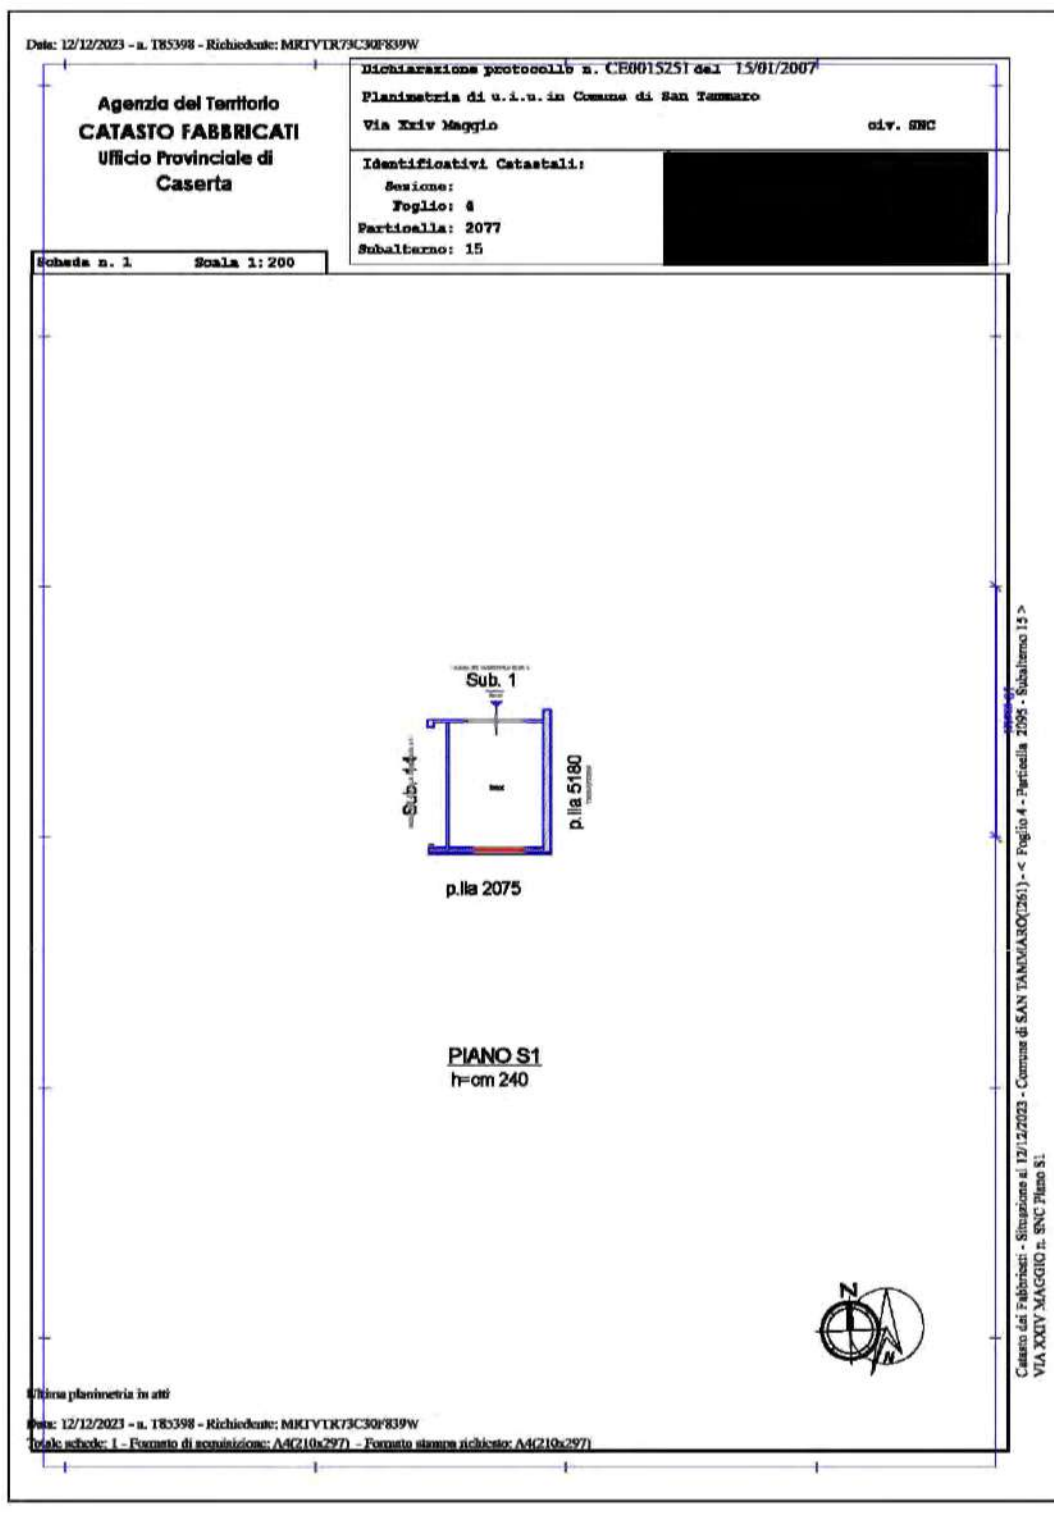 Data: 12/12/2023 - n. T85398 - Richiedente: MRTVTR73C30F839W
Agenzia del Territorio
CATASTO FABBRICATI
Ufficio Provinciale di
Caserta
Dichiarazione protocollo n. CE0015251 del 15/01/2007
Planimetria di u.i.u. in Comune di San Tammaro
Via Xxiv Maggio civ. SNC
Identificativi Catastali:
Sezione:
Foglio: 4
Particella: 2077
Subalterno: 15
Scheda n. 1 Scala 1:200
Sub. 1
Sub. 14
p.lla 5180
p.lla 2075
PIANO S1
h=cm 240
N
N
Catasto dei Fabbricati - Situazione al 12/12/2023 - Comune di SAN TAMMARO(I261) - < Foglio 4 - Particella 2095 - Subalterno 15 >
VIA XXIV MAGGIO n. SNC Piano S1
Ultima planimetria in atti
Data: 12/12/2023 - n. T85398 - Richiedente: MRTVTR73C30F839W
Totale schede: 1 - Formato di acquisizione: A4(210x297) - Formato stampa richiesto: A4(210x297)